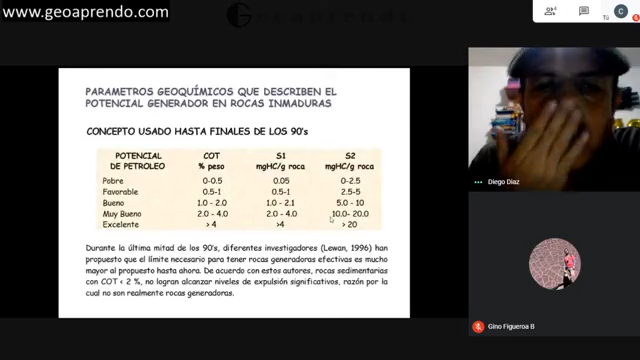 www.geoaprendo.com
PARAMETROS GEOQUÍMICOS QUE DESCRIBEN EL
POTENCIAL GENERADOR EN ROCAS INMADURAS
CONCEPTO USADO HASTA FINALES DE LOS 90's
POTENCIAL COT S1 S2
DE PETROLEO % peso mgHC/g roca mgHC/g roca
Pobre 0-0.5 0.05 0-2.5
Favorable 0.5-1 0.5-1 2.5-5
Bueno 1.0 - 2.0 1.0 - 2.1 5.0 - 10
Muy Bueno 2.0 - 4.0 2.0 - 4.0 10.0- 20.0
Excelente > 4 >4 > 20
Durante la última mitad de los 90's, diferentes investigadores (Lewan, 1996) han
propuesto que el límite necesario para tener rocas generadoras efectivas es mucho
mayor al propuesto hasta ahora. De acuerdo con estos autores, rocas sedimentarias
con COT < 2 %, no logran alcanzar niveles de expulsión significativos, razón por la
cual no son realmente rocas generadoras.
C
Tú
Diego Diaz
Gino Figueroa B